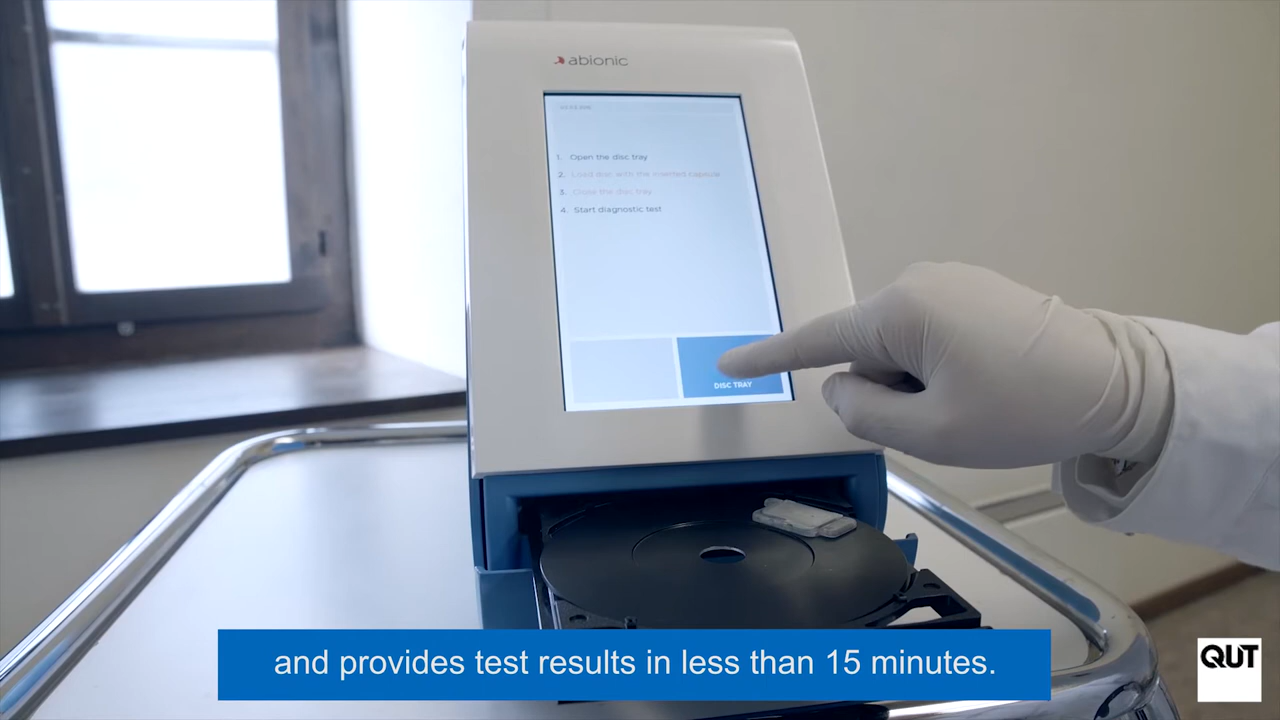 abionic
1. Open the disc tray
2. Load disc with the inserted capsule
3. Close the disc tray
4. Start diagnostic test
DISC TRAY
and provides test results in less than 15 minutes.
QUT